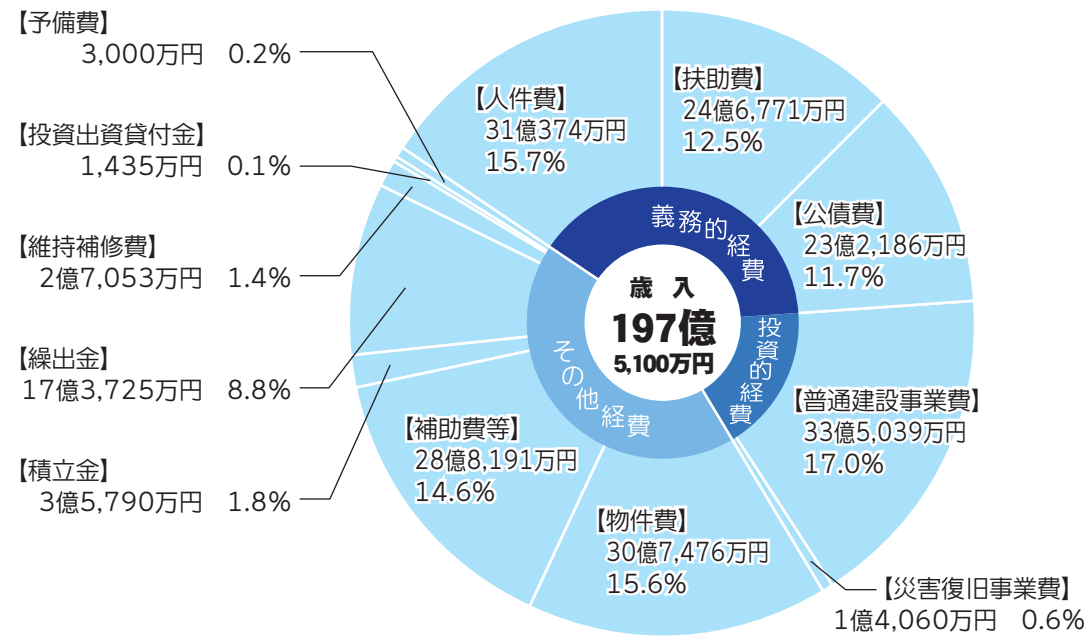 【予備費】
3,000万円 0.2%
【投資出資貸付金】
1,435万円 0.1%
【維持補修費】
2億7,053万円 1.4%
【繰出金】
17億3,725万円 8.8%
【積立金】
3億5,790万円 1.8%
【人件費】
31億374万円
15.7%
【扶助費】
24億6,771万円
12.5%
【公債費】
23億2,186万円
11.7%
【普通建設事業費】
33億5,039万円
17.0%
【災害復旧事業費】
1億4,060万円 0.6%
【物件費】
30億7,476万円
15.6%
【補助費等】
28億8,191万円
14.6%
義務的経費
投資的経費
その他経費
歳 入
197億
5,100万円